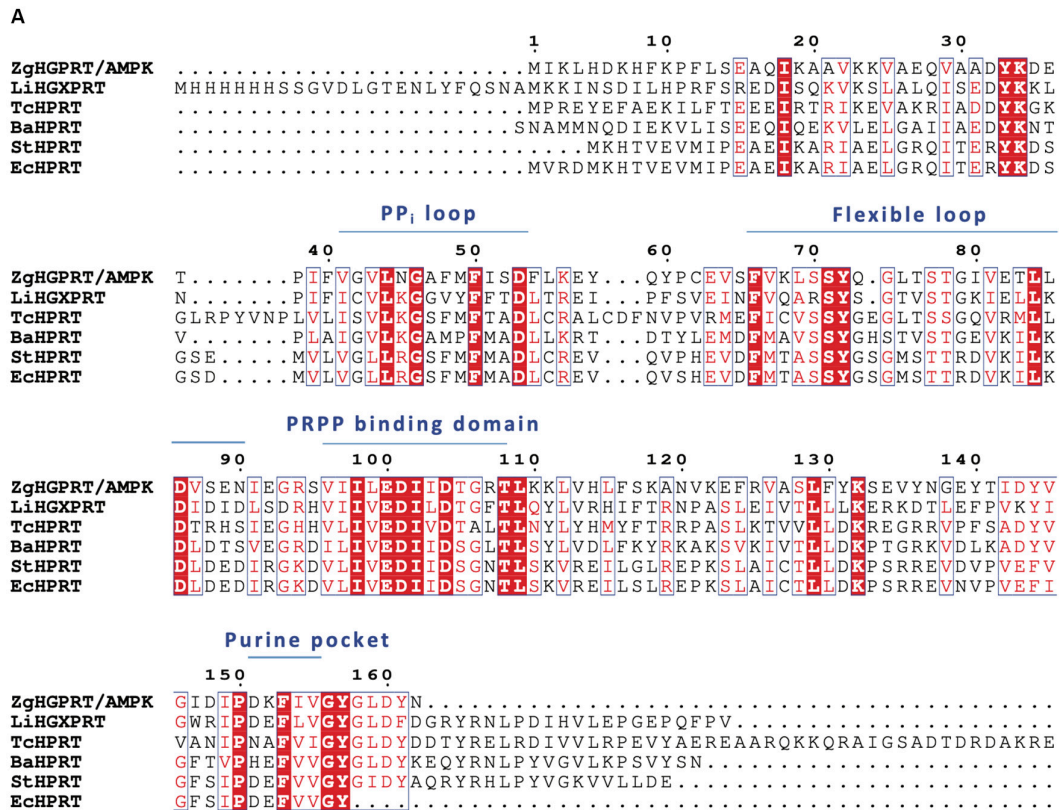 A
1 10 20 30
ZgHGPRT/AMPK ........................MIKLHDKHFKPFLSEAQIKAAVKKVAEQVAADYKDE
LiHGXPRT MHHHHHHSSGVDLGTENLYFQSNAMKKINSDILHPRFSREDISQKVKSLALQISEDYKKL
TcHPRT ........................MPREYEFAEKILFTEEEIRTRIKEVAKRIADDYKGK
BaHPRT .......................SNAMMNQDIEKVLISEEQIQEKVLELGAIIAEDYKNT
StHPRT ............................MKHTVEVMIPEAEIKARIAELGRQITERYKDS
EcHPRT ........................MVRDMKHTVEVMIPEAEIKARIAELGRQITERYKDS
PPi loop Flexible loop
40 50 60 70 80
ZgHGPRT/AMPK T.......PIFVGVLNGAFMFISDFLKEY...QYPCEVSFVKLSSYQ.GLTSTGIVETLL
LiHGXPRT N.......PIFICVLKGGVYFFTDLTREI...PFSVEINFVQARSYS.GTVSTGKIELLK
TcHPRT GLRPYVNPLVLISVLKGSFMFTADLCRALCDFNVPVRMEFICVSSYGEGLTSSGQVRMLL
BaHPRT V.......PLAIGVLKGAMPFMADLLKRT...DTYLEMDFMAVSSYGHSTVSTGEVKILK
StHPRT GSE.....MVLVGLLRGSFMFMADLCREV...QVPHEVDFMTASSYGSGMSTTRDVKILK
EcHPRT GSD.....MVLVGLLRGSFMFMADLCREV...QVSHEVDFMTASSYGSGMSTTRDVKILK
PRPP binding domain
90 100 110 120 130 140
ZgHGPRT/AMPK DVSENIEGRSVIILEDIIDTGRTLKKLVHLFSKANVKEFRVASLFYKSEVYNGEYTIDYV
LiHGXPRT DIDIDLSDRHVIIVEDILDTGFTLQYLVRHIFTRNPASLEIVTLLLKERKDTLEFPVKYI
TcHPRT DTRHSIEGHHVLIVEDIVDTALTLNYLYHMYFTRRPASLKTVVLLDKREGRRVPFSADYV
BaHPRT DLDTSVEGRDILIVEDIIDSGLTLSYLVDLFKYRKAKSVKIVTLLDKPTGRKVDLKADYV
StHPRT DLDEDIRGKDVLIVEDIIDSGNTLSKVREILGLREPKSLAICTLLDKPSRREVDVPVEFV
EcHPRT DLDEDIRGKDVLIVEDIIDSGNTLSKVREILSLREPKSLAICTLLDKPSRREVNVPVEFI
Purine pocket
150 160
ZgHGPRT/AMPK GIDIPDKFIVGYGLDYN...........................................
LiHGXPRT GWRIPDEFLVGYGLDFDGRYRNLPDIHVLEPGEPQFPV......................
TcHPRT VANIPNAFVIGYGLDYDDTYRELRDIVVLRPEVYAEREAARQKKQRAIGSADTDRDAKRE
BaHPRT GFTVPHEFVVGYGLDYKEQYRNLPYVGVLKPSVYSN........................
StHPRT GFSIPDEFVVGYGIDYAQRYRHLPYVGKVVLLDE..........................
EcHPRT GFSIPDEFVVGY................................................